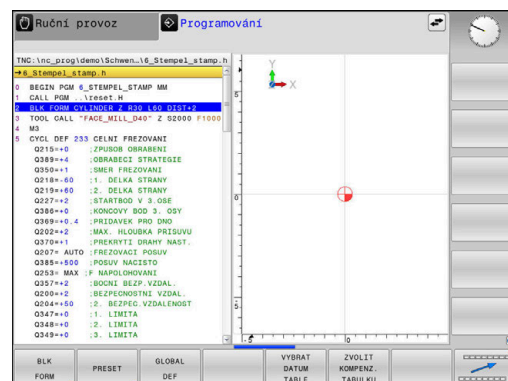 Ruční provoz
Programování
TNC:\nc_prog\demo\Schwen…\6_Stempel_stamp.h
→6_Stempel_stamp.h
0 BEGIN PGM 6_STEMPEL_STAMP MM
1 CALL PGM ..\reset.H
2 BLK FORM CYLINDER Z R30 L60 DIST+2
3 TOOL CALL "FACE_MILL_D40" Z S2000 F1000
4 M3
5 CYCL DEF 233 CELNI FREZOVANI
Q215=+0 ;ZPUSOB OBRABENI
Q389=+4 ;OBRABECI STRATEGIE
Q350=+1 ;SMER FREZOVANI
Q218=-60 ;1. DELKA STRANY
Q219=+60 ;2. DELKA STRANY
Q227=+2 ;STARTBOD V 3.OSE
Q386=+0 ;KONCOVY BOD 3. OSY
Q369=+0.4 ;PRIDAVEK PRO DNO
Q202=+2 ;MAX. HLOUBKA PRISUVU
Q370=+1 ;PREKRYTI DRAHY NAST.
Q207= AUTO ;FREZOVACI POSUV
Q385=+500 ;POSUV NACISTO
Q253= MAX ;F NAPOLOHOVANI
Q357=+2 ;BOCNI BEZP.VZDAL.
Q200=+2 ;BEZPECNOSTNI VZDAL.
Q204=+50 ;2. BEZPEC.VZDALENOST
Q347=+0 ;1. LIMITA
Q348=+0 ;2. LIMITA
Q349=+0 ;3. LIMITA
Y
X
5
0
-5
-5
0
BLK
FORM
PRESET
GLOBAL
DEF
VYBRAT
DATUM
TABLE
ZVOLIT
KOMPENZ.
TABULKU